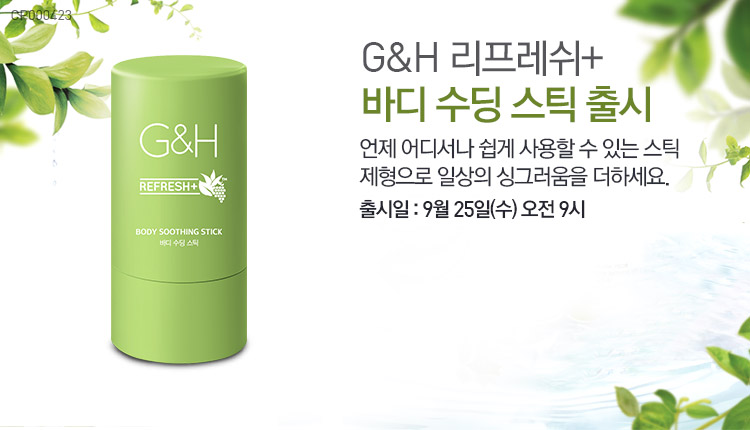 CP000423
G&H 리프레쉬+
바디 수딩 스틱 출시
언제 어디서나 쉽게 사용할 수 있는 스틱
제형으로 일상의 싱그러움을 더하세요.
출시일 : 9월 25일(수) 오전 9시
G&H
REFRESH+™
BODY SOOTHING STICK
바디 수딩 스틱